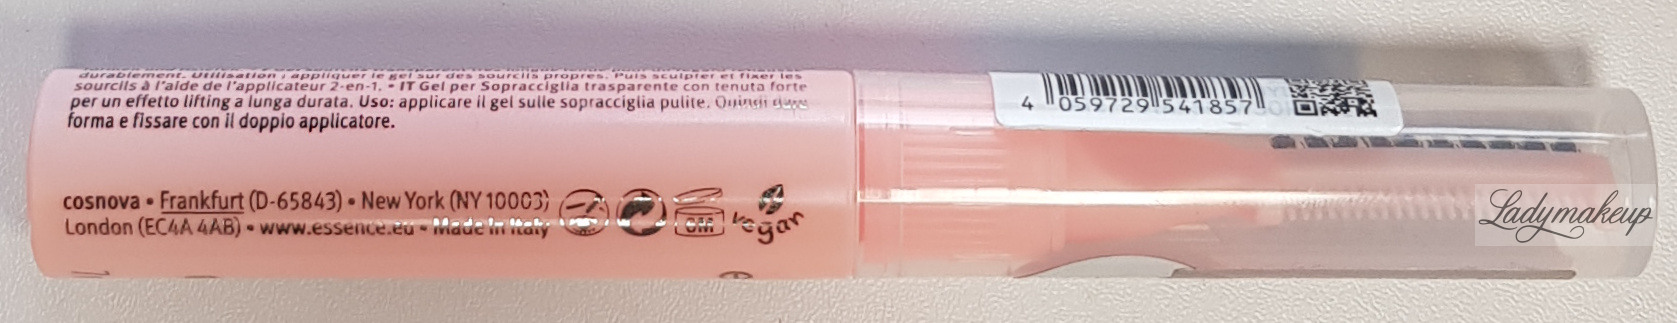 durablement. Utilisation : appliquer le gel sur des sourcils propres. Puis sculpter et fixer les
sourcils à l'aide de l'applicateur 2-en-1. • IT Gel per Sopracciglia trasparente con tenuta forte
per un effetto lifting a lunga durata. Uso: applicare il gel sulle sopracciglia pulite. Quindi dare
forma e fissare con il doppio applicatore.
cosnova • Frankfurt (D-65843) • New York (NY 10003)
London (EC4A 4AB) • www.essence.eu • Made in Italy
6M
vegan
4 059729 541857
Ladymakeup